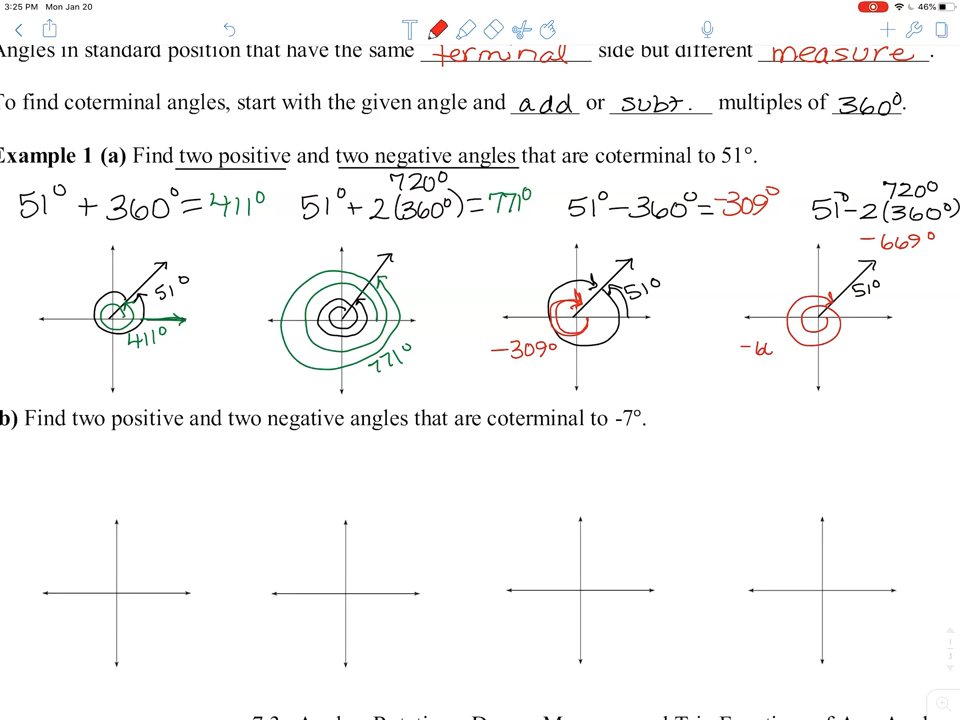 3:25 PM Mon Jan 20 46%
Angles in standard position that have the same terminal side but different measure.
To find coterminal angles, start with the given angle and add or subt. multiples of 360°.
Example 1 (a) Find two positive and two negative angles that are coterminal to 51°.
720° 720°
51° + 360° = 411° 51° + 2(360°) = 771° 51° - 360° = -309° 51° - 2(360°)
-669°
51° 51° 51°
411° 771° -309° -6
b) Find two positive and two negative angles that are coterminal to -7°.